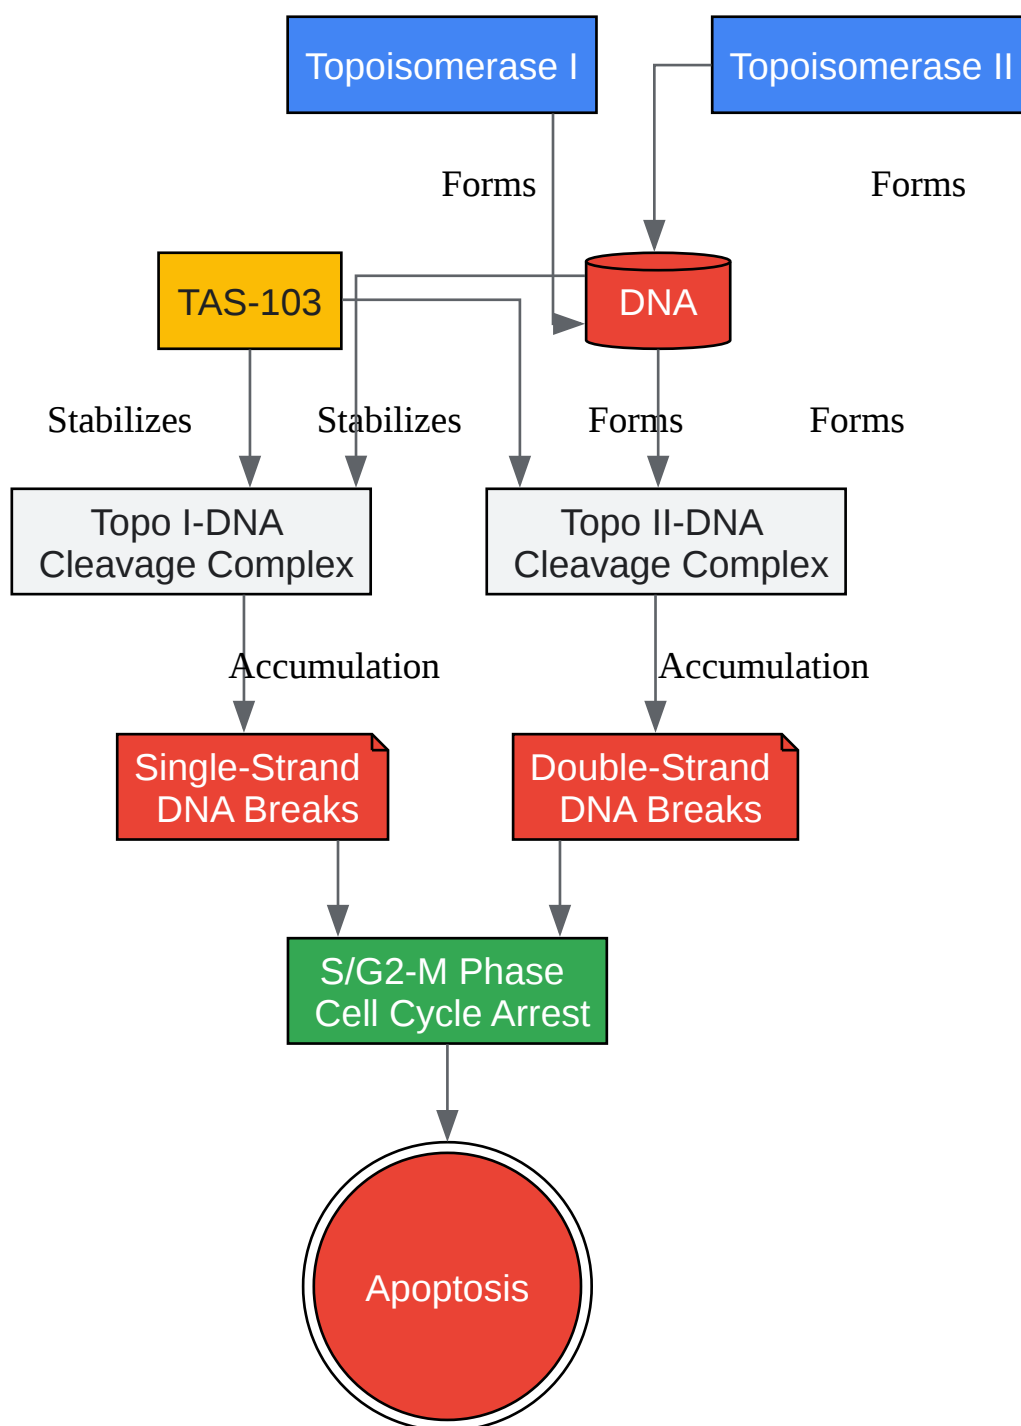 Topoisomerase I
Topoisomerase II
Forms
Forms
TAS-103
DNA
Stabilizes
Stabilizes
Forms
Forms
Topo I-DNA
Cleavage Complex
Topo II-DNA
Cleavage Complex
Accumulation
Accumulation
Single-Strand
DNA Breaks
Double-Strand
DNA Breaks
S/G2-M Phase
Cell Cycle Arrest
Apoptosis